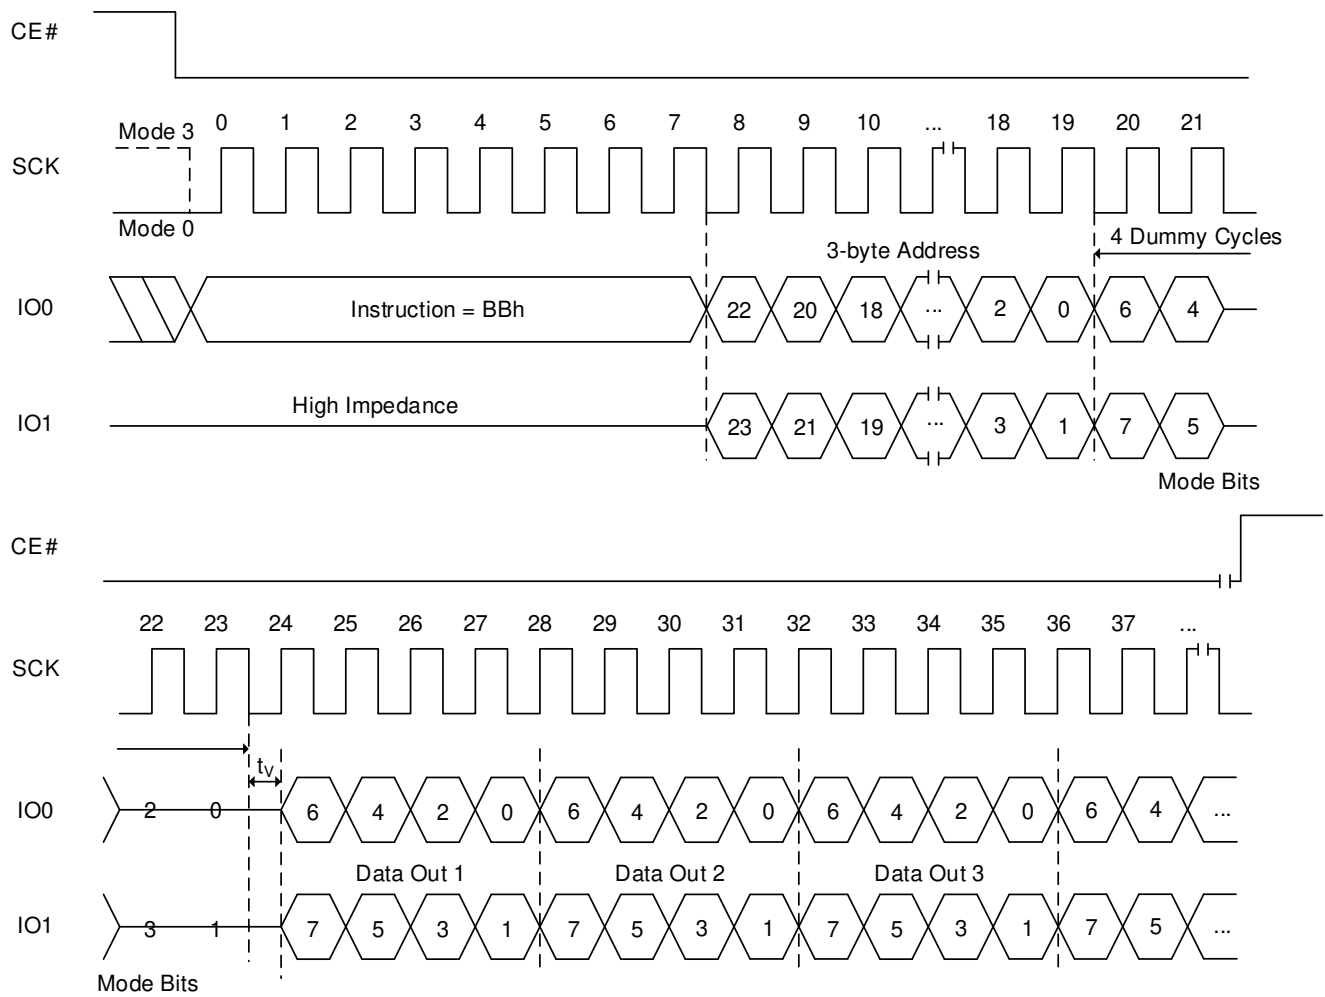 CE#
Mode 3 0 1 2 3 4 5 6 7 8 9 10 ... 18 19 20 21
SCK
Mode 0
3-byte Address 4 Dummy Cycles
IO0 Instruction = BBh 22 20 18 ... 2 0 6 4
High Impedance
IO1 23 21 19 ... 3 1 7 5
Mode Bits
CE#
22 23 24 25 26 27 28 29 30 31 32 33 34 35 36 37 ...
SCK
tV
IO0 2 0 6 4 2 0 6 4 2 0 6 4 2 0 6 4 ...
Data Out 1 Data Out 2 Data Out 3
IO1 3 1 7 5 3 1 7 5 3 1 7 5 3 1 7 5 ...
Mode Bits